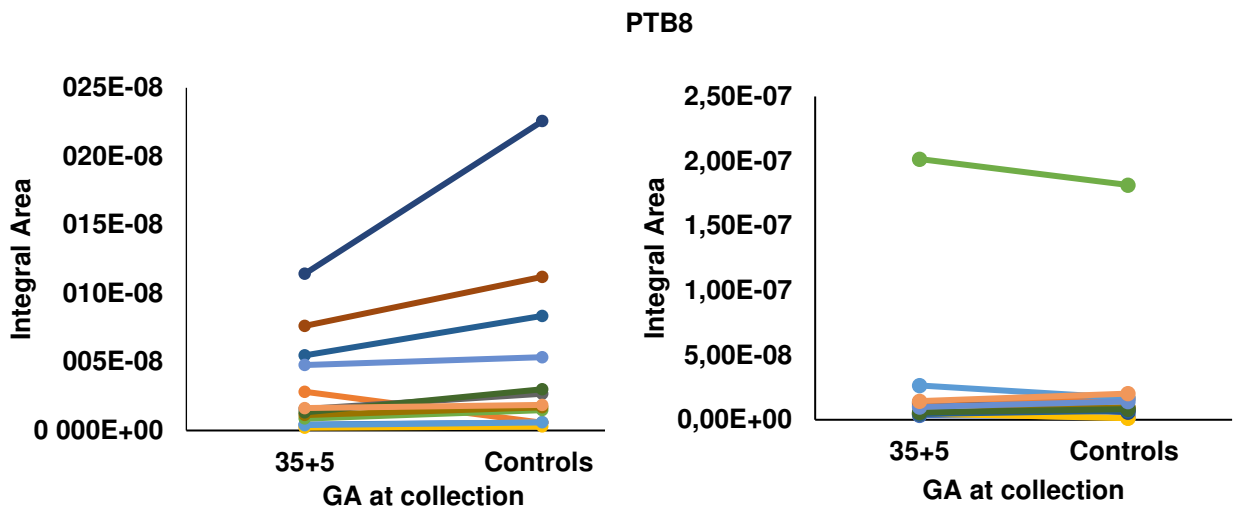 PTB8
025E-08
020E-08
015E-08
010E-08
005E-08
0 000E+00
Integral Area
35+5
Controls
GA at collection
2,50E-07
2,00E-07
1,50E-07
1,00E-07
5,00E-08
0,00E+00
Integral Area
35+5
Controls
GA at collection